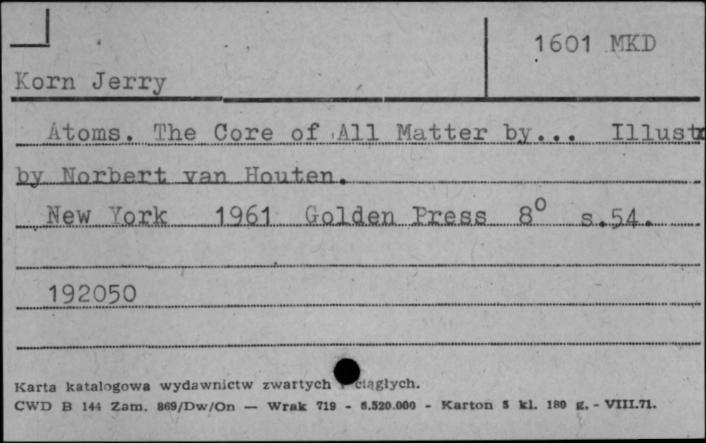 1601 MKD
Korn Jerry
Atoms. The Core of All Matter by... Illustr
by Norbert van Houten.
New York 1961 Golden Press 8° s.54.
192050
Karta katalogowa wydawnictw zwartych i ciągłych.
CWD B 144 Zam. 869/Dw/On — Wrak 719 - 6.520.000 - Karton 5 kl. 180 g. - VIII.71.